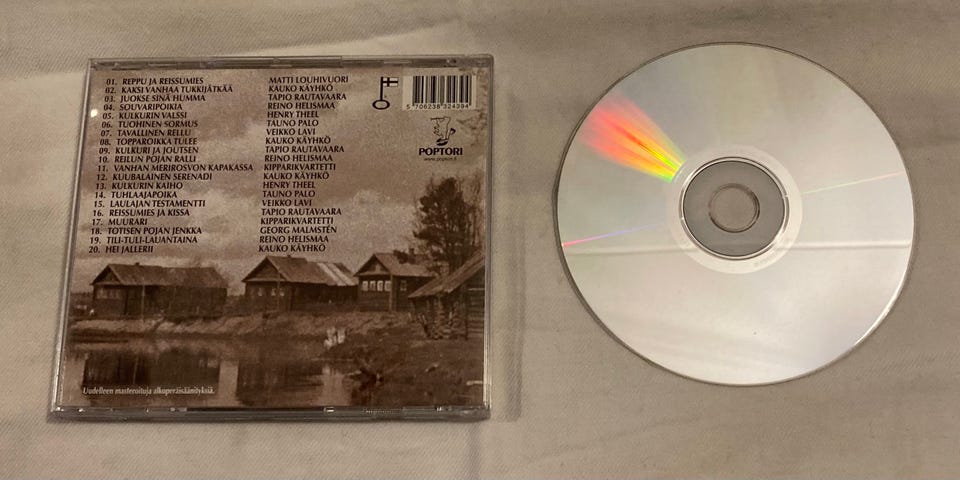 01. REPPU JA REISSUMIES MATTI LOUHIVUORI
02. KAKSI VANHAA TUKKIJÄTKÄÄ KAUKO KÄYHKÖ
03. JUOKSE SINÄ HUMMA TAPIO RAUTAVAARA
04. SOUVARIPOIKIA REINO HELISMAA
05. KULKURIN VALSSI HENRY THEEL
06. TUOHINEN SORMUS TAUNO PALO
07. TAVALLINEN RELLU VEIKKO LAVI
08. TOPPAROIKKA TULEE KAUKO KÄYHKÖ
09. KULKURI JA JOUTSEN TAPIO RAUTAVAARA
10. REILUN POJAN RALLI REINO HELISMAA
11. VANHAN MERIROSVON KAPAKASSA KIPPARIKVARTETTI
12. KUUBALAINEN SERENADI KAUKO KÄYHKÖ
13. KULKURIN KAIHO HENRY THEEL
14. TUHLAAJAPOIKA TAUNO PALO
15. LAULAJAN TESTAMENTTI VEIKKO LAVI
16. REISSUMIES JA KISSA TAPIO RAUTAVAARA
17. MUURARI KIPPARIKVARTETTI
18. TOTISEN POJAN JENKKA GEORG MALMSTÉN
19. TILI-TULI-LAUANTAINA REINO HELISMAA
20. HEI JALLERII KAUKO KÄYHKÖ
5 706238 324394
POPTORI
www.poptori.fi
Uudelleen masteroituja alkuperäisäänityksiä.